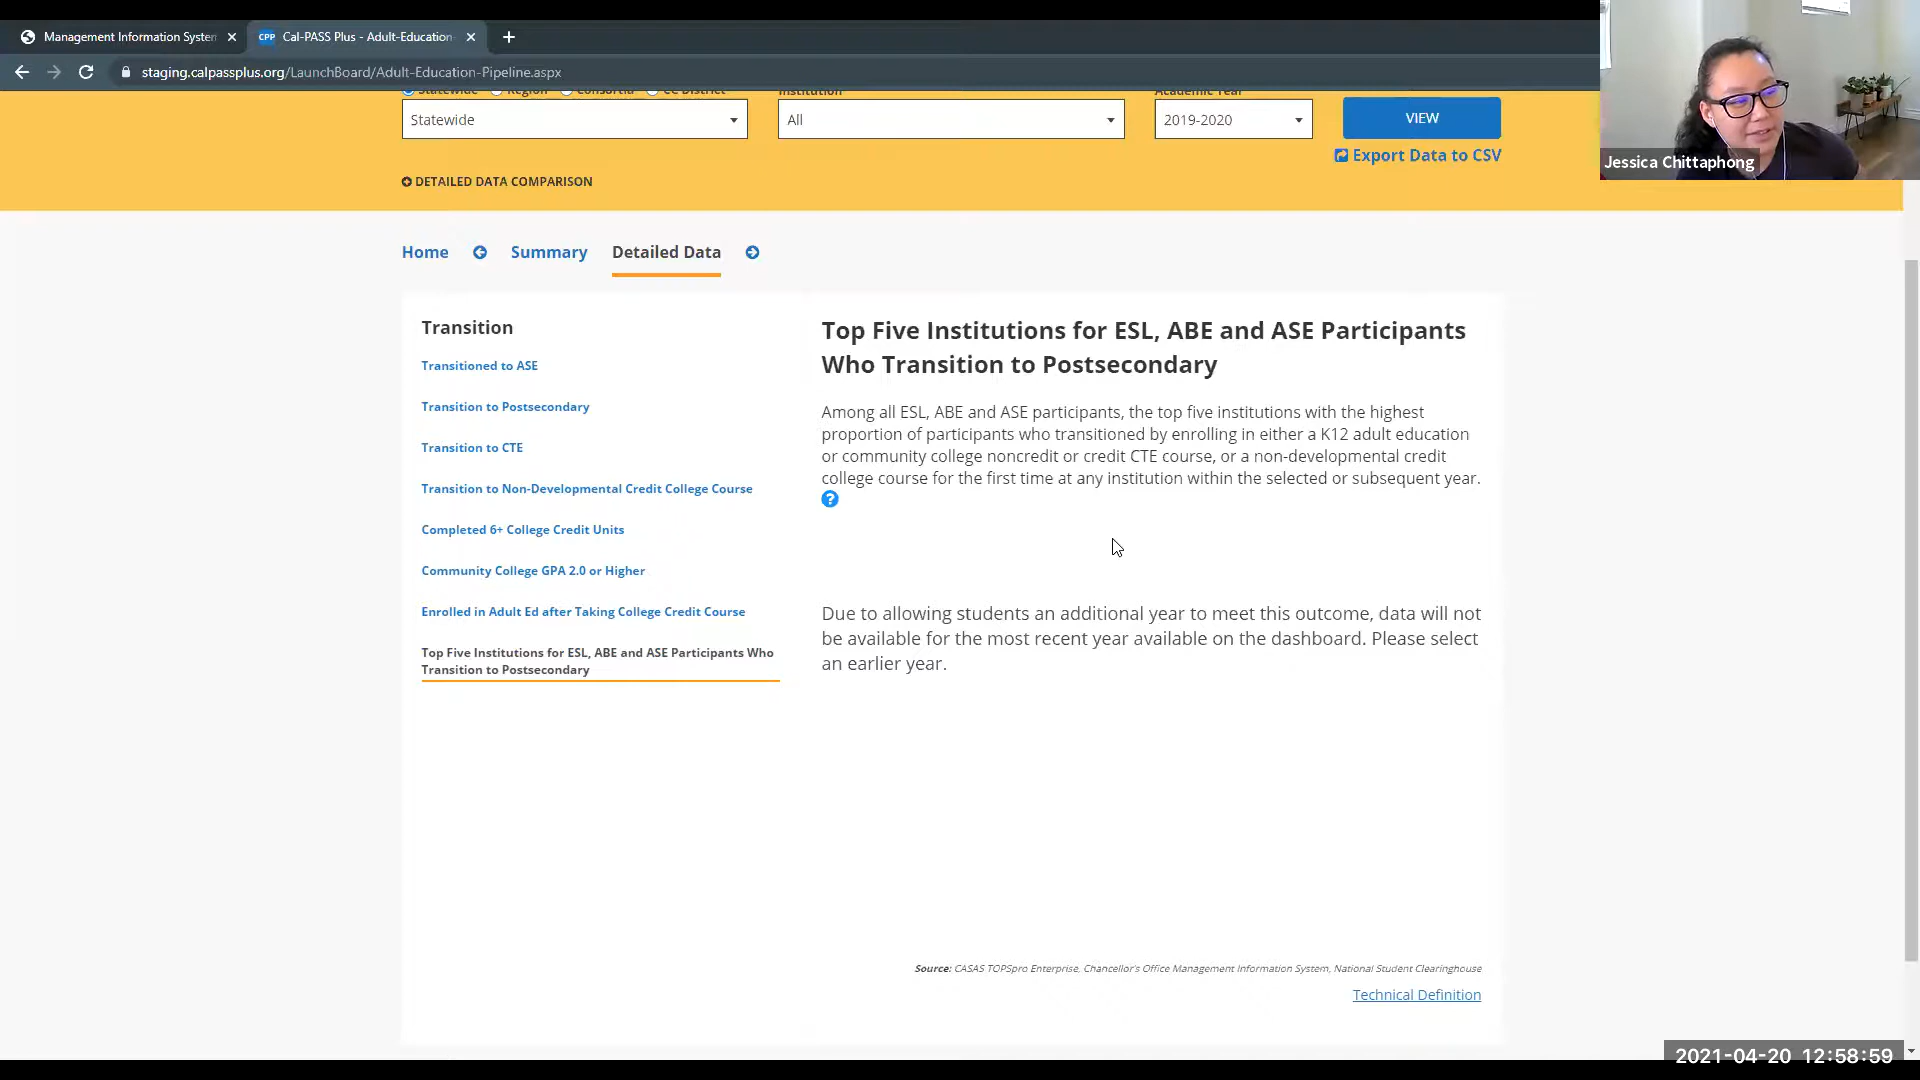 Management Information System
Cal-PASS Plus - Adult-Education-
staging.calpassplus.org/LaunchBoard/Adult-Education-Pipeline.aspx
Statewide Region Consortia CC District
Institution
Academic Year
Statewide
All
2019-2020
VIEW
Export Data to CSV
DETAILED DATA COMPARISON
Jessica Chittaphong
Home
Summary
Detailed Data
Transition
Transitioned to ASE
Transition to Postsecondary
Transition to CTE
Transition to Non-Developmental Credit College Course
Completed 6+ College Credit Units
Community College GPA 2.0 or Higher
Enrolled in Adult Ed after Taking College Credit Course
Top Five Institutions for ESL, ABE and ASE Participants Who
Transition to Postsecondary
Top Five Institutions for ESL, ABE and ASE Participants
Who Transition to Postsecondary
Among all ESL, ABE and ASE participants, the top five institutions with the highest
proportion of participants who transitioned by enrolling in either a K12 adult education
or community college noncredit or credit CTE course, or a non-developmental credit
college course for the first time at any institution within the selected or subsequent year.
?
Due to allowing students an additional year to meet this outcome, data will not
be available for the most recent year available on the dashboard. Please select
an earlier year.
Source: CASAS TOPSpro Enterprise, Chancellor's Office Management Information System, National Student Clearinghouse
Technical Definition
2021-04-20 12:58:59